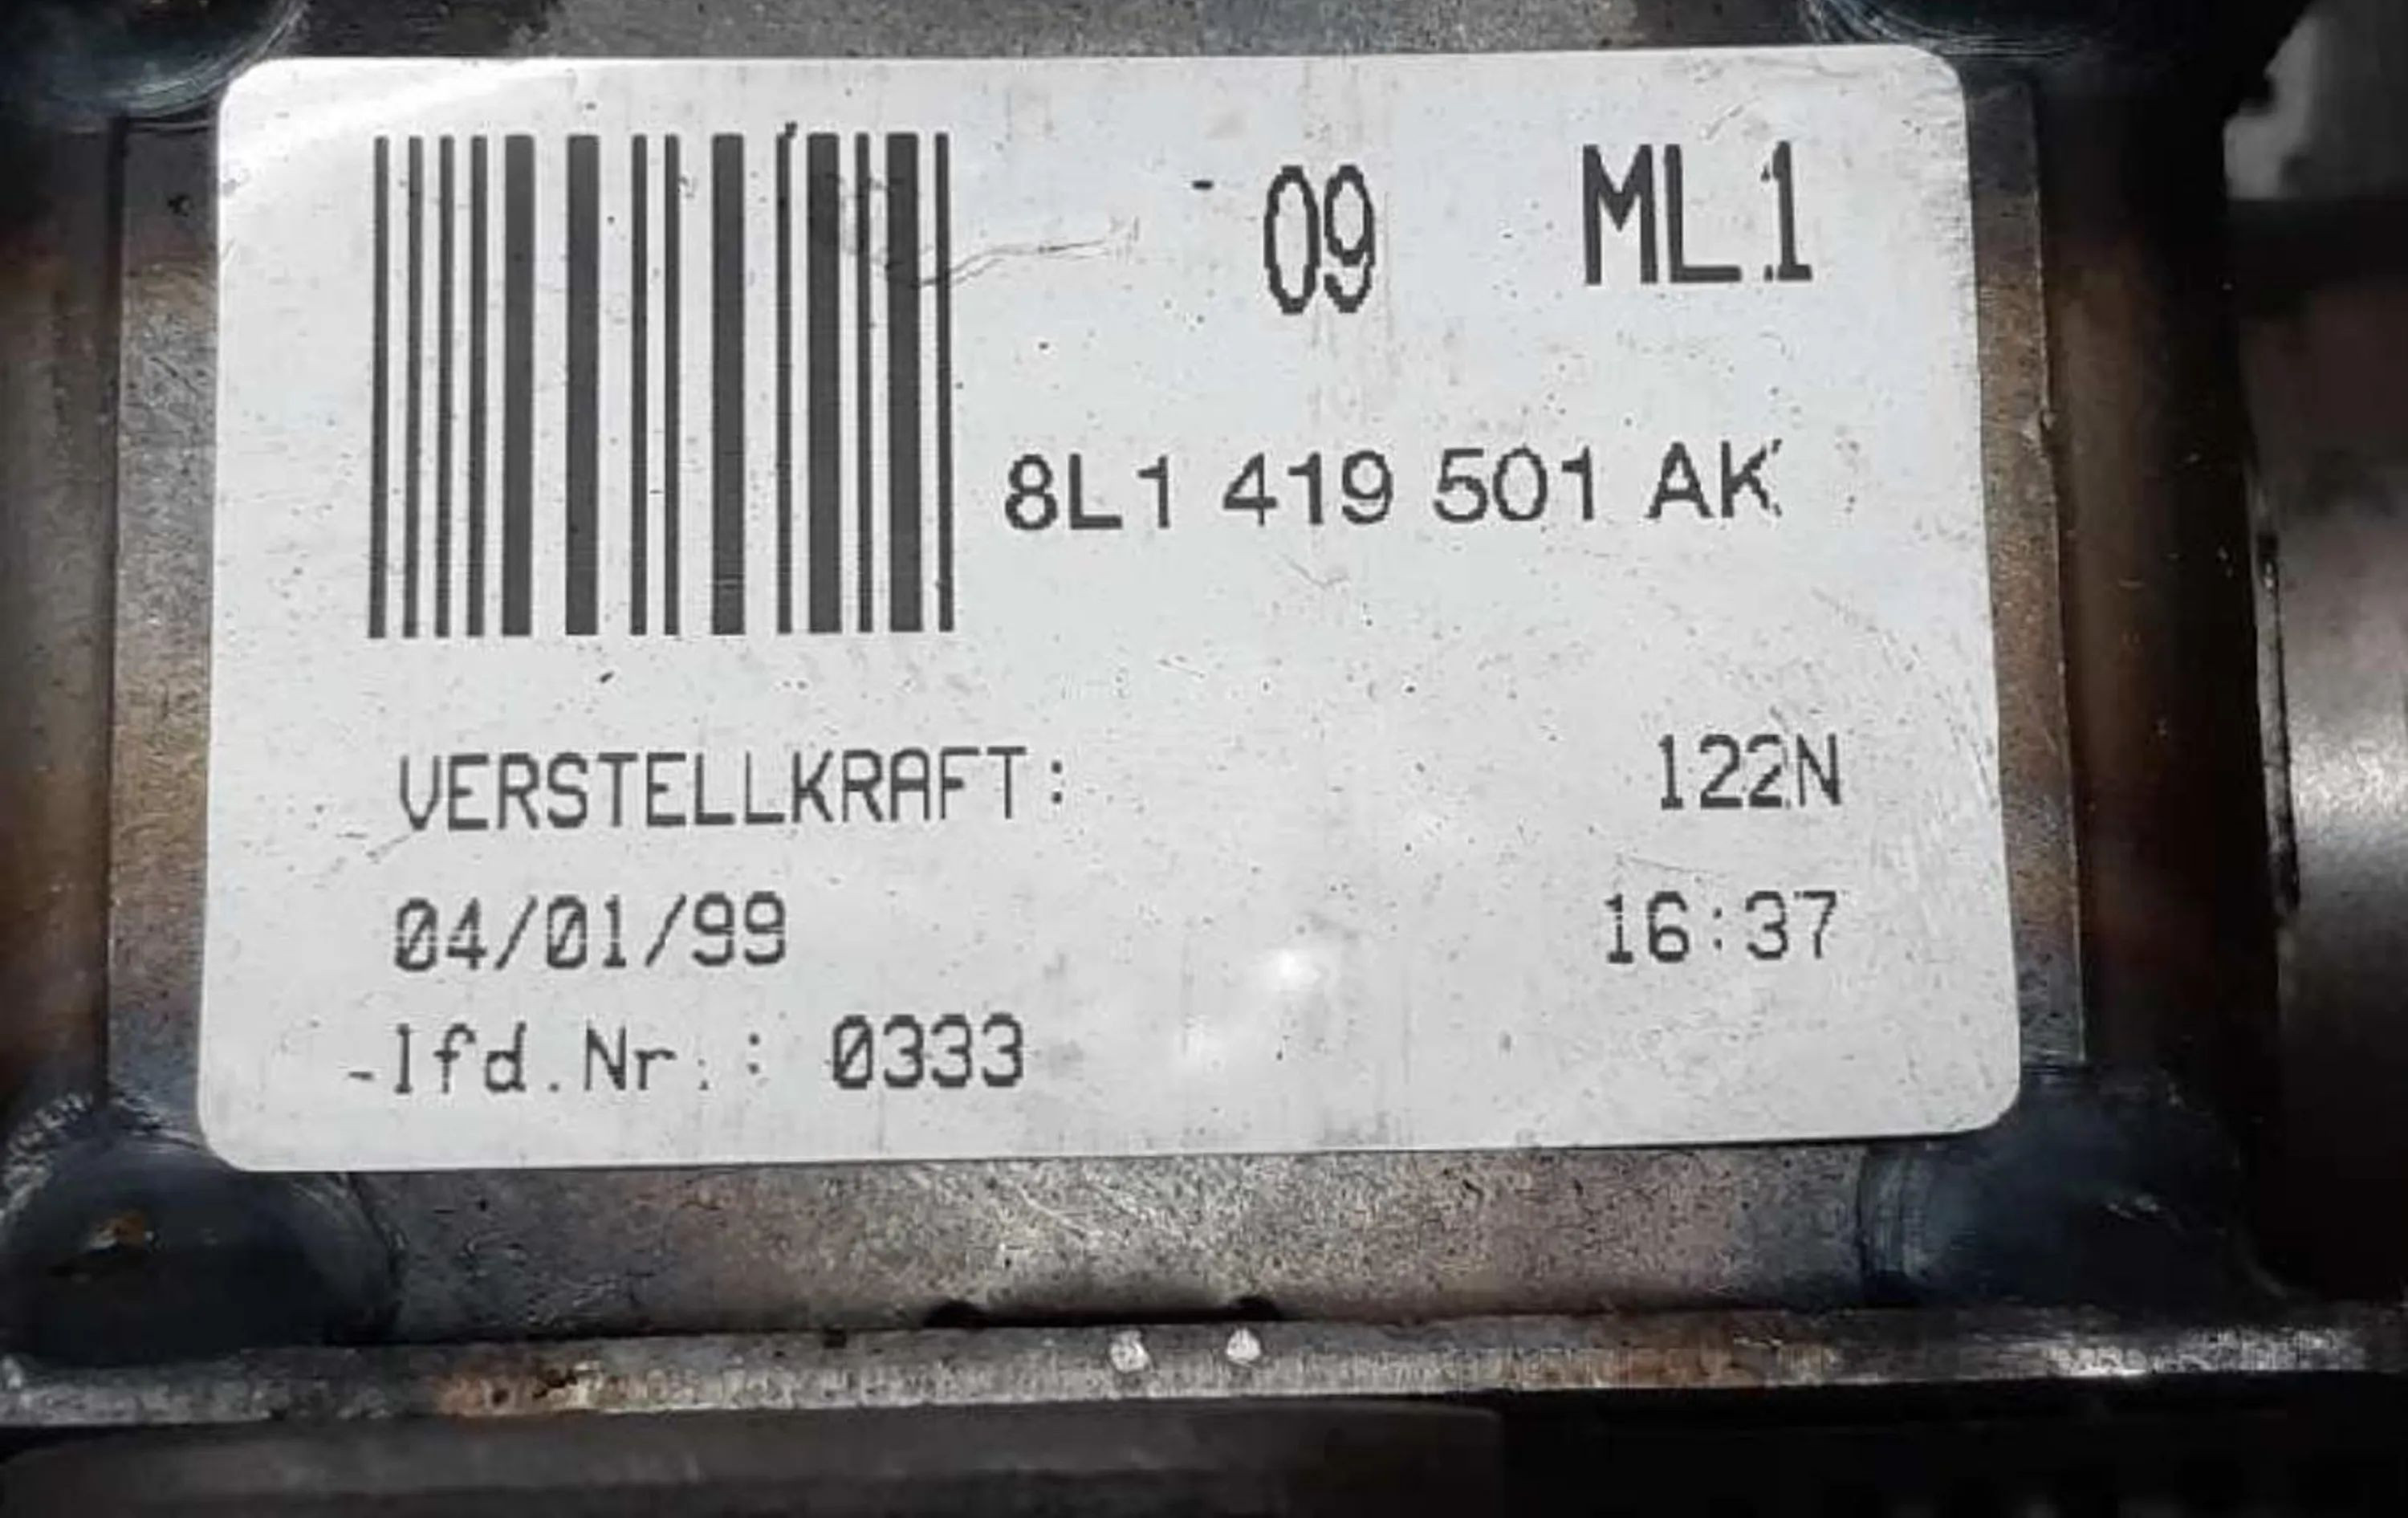 09 ML1
8L1 419 501 AK
VERSTELLKRAFT: 122N
04/01/99 16:37
-lfd.Nr.: 0333